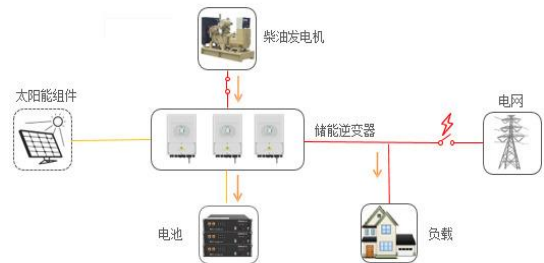 柴油发电机
太阳能组件
电网
储能逆变器
电池
负载